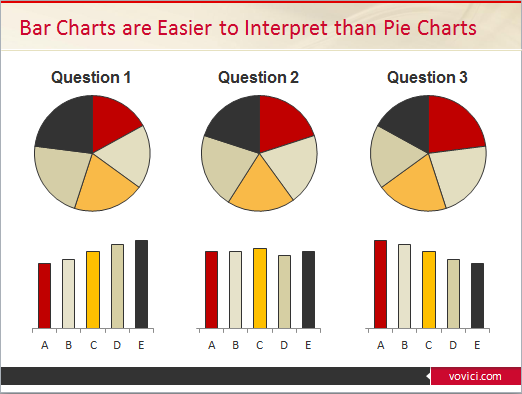 Bar Charts are Easier to Interpret than Pie Charts
Question 1
Question 2
Question 3
A B C D E
A B C D E
A B C D E
vovici.com